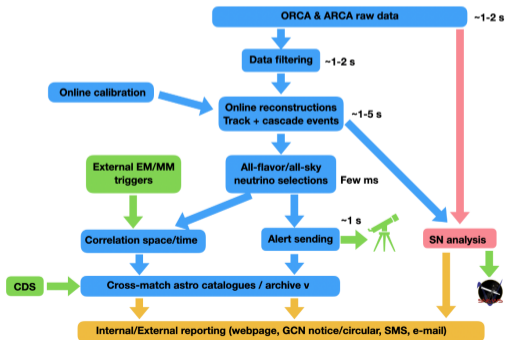 ORCA & ARCA raw data
~1-2 s
Data filtering
~1-2 s
Online calibration
Online reconstructions
Track + cascade events
~1-5 s
External EM/MM
triggers
All-flavor/all-sky
neutrino selections
Few ms
~1 s
Correlation space/time
Alert sending
SN analysis
CDS
Cross-match astro catalogues / archive ν
Internal/External reporting (webpage, GCN notice/circular, SMS, e-mail)